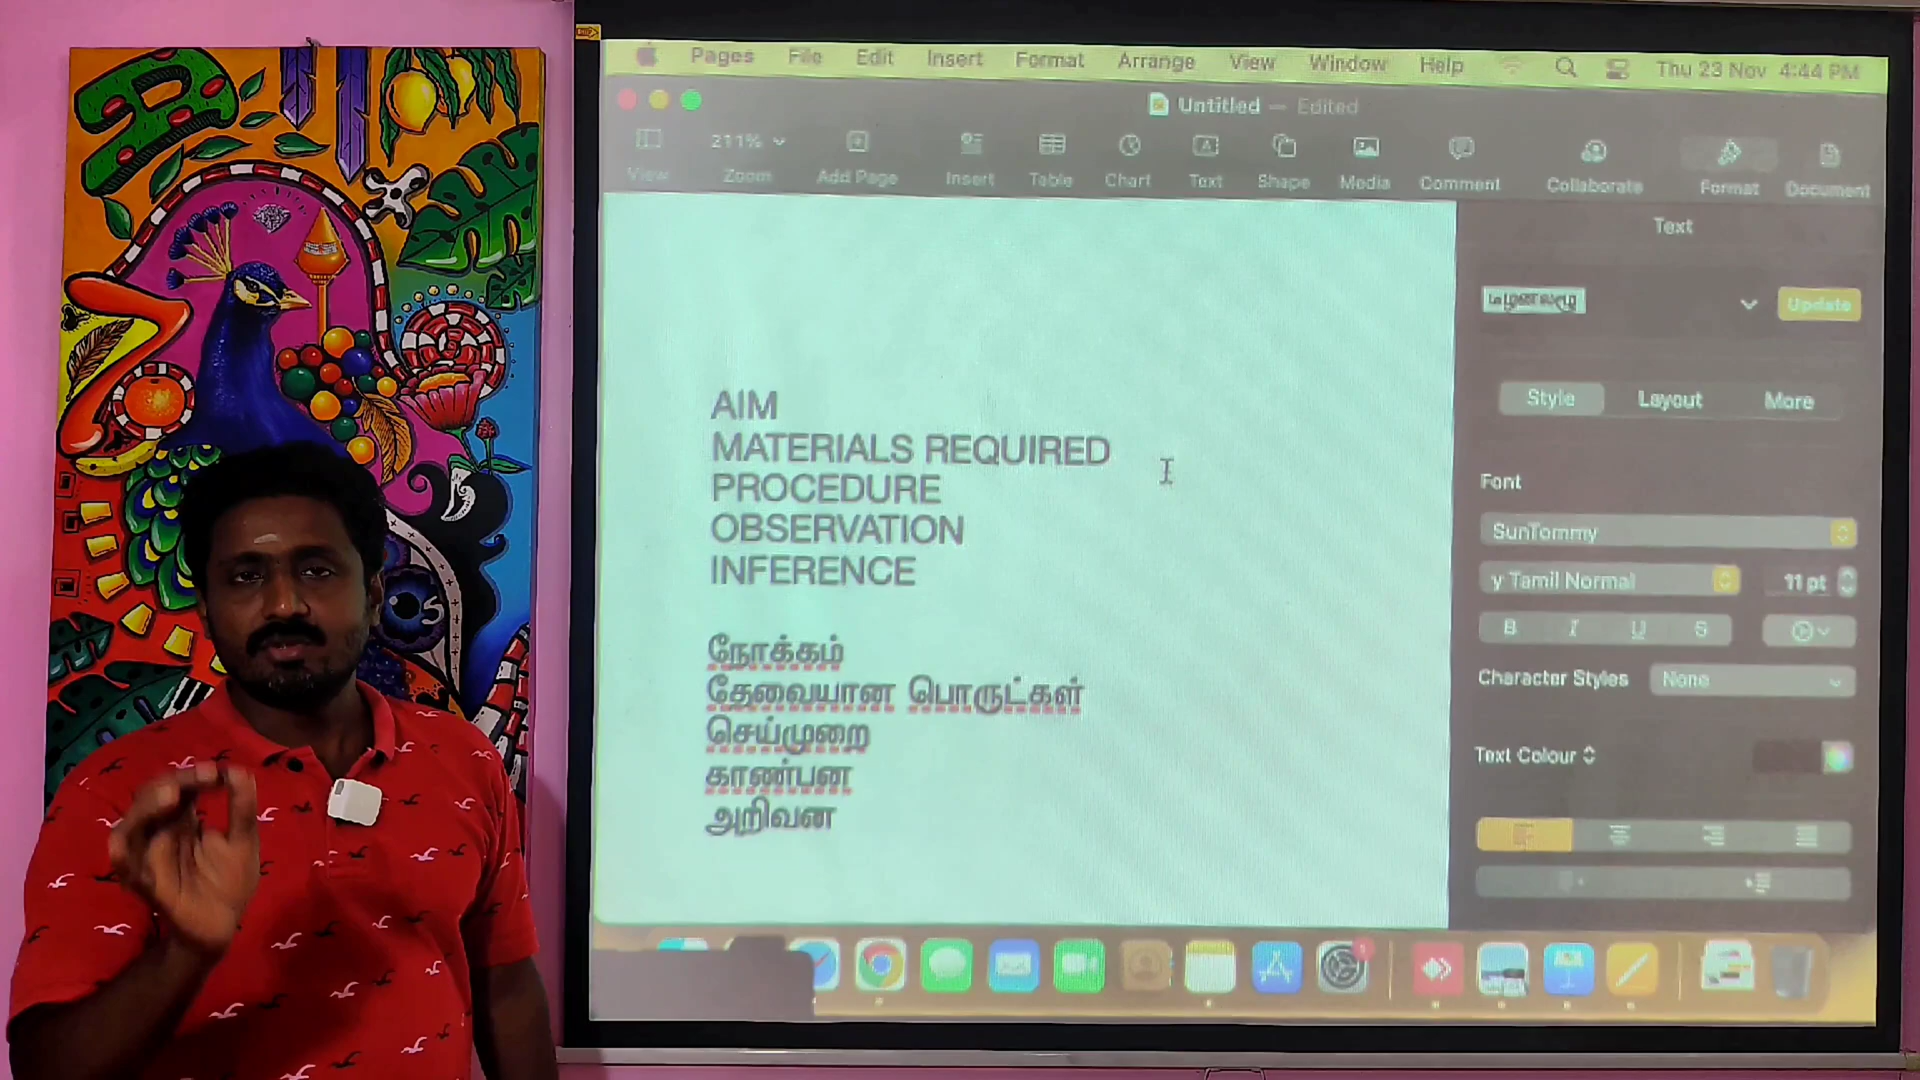 Pages File Edit Insert Format Arrange View Window Help Thu 23 Nov 4:44 PM
Untitled — Edited
211%
View Zoom Add Page Insert Table Chart Text Shape Media Comment Collaborate Format Document
Text
Update
Style Layout More
AIM
MATERIALS REQUIRED
PROCEDURE
OBSERVATION
INFERENCE
நோக்கம்
தேவையான பொருட்கள்
செய்முறை
காண்பன
அறிவன
Font
SunTommy
y Tamil Normal 11 pt
B I U S
Character Styles None
Text Colour